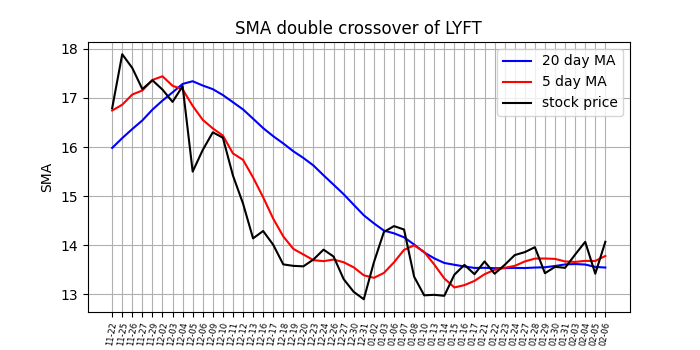 SMA double crossover of LYFT
18
17
16
15
14
13
SMA
20 day MA
5 day MA
stock price
11-22 11-25 11-26 11-27 11-29 12-02 12-03 12-04 12-05 12-06 12-09 12-10 12-11 12-12 12-13 12-16 12-17 12-18 12-19 12-20 12-23 12-24 12-26 12-27 12-30 12-31 01-02 01-03 01-06 01-07 01-08 01-10 01-13 01-14 01-15 01-16 01-17 01-21 01-22 01-23 01-24 01-27 01-28 01-29 01-30 01-31 02-03 02-04 02-05 02-06